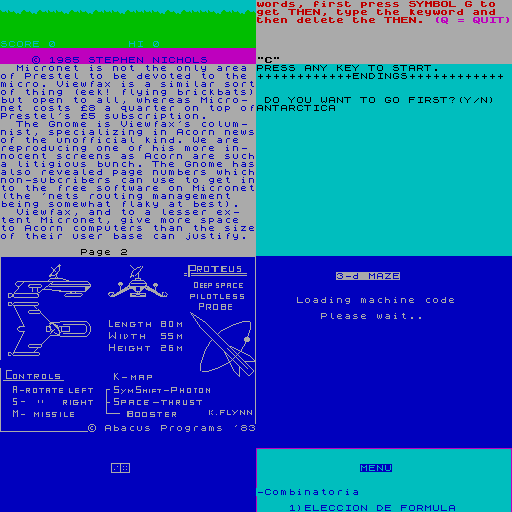 SCORE 0 HI 0
© 1985 STEPHEN NICHOLS
Micronet is not the only area
of Prestel to be devoted to the
micro. Viewfax is a similar sort
of thing (eek! flying brickbats)
but open to all, whereas Micro-
net costs £8 a quarter on top of
Prestel's £5 subscription.
The Gnome is Viewfax's colum-
nist, specializing in Acorn news
of the unofficial kind. We are
reproducing one of his more in-
nocent screens as Acorn are such
a litigious bunch. The Gnome has
also revealed page numbers which
non-subcribers can use to get in
to the free software on Micronet
(the 'nets routing management
being somewhat flaky at best).
Viewfax, and to a lesser ex-
tent Micronet, give more space
to Acorn computers than the size
of their user base can justify.
Page 2
words, first press SYMBOL G to
get THEN, type the keyword and
then delete the THEN. (Q = QUIT)
"C"
PRESS ANY KEY TO START.
++++++++++++ENDINGS++++++++++++
DO YOU WANT TO GO FIRST?(Y/N)
ANTARCTICA
PROTEUS
DEEP SPACE
PILOTLESS
PROBE
LENGTH 80M
WIDTH 55M
HEIGHT 26M
CONTROLS
A-ROTATE LEFT
S- " RIGHT
M- MISSILE
K-MAP
SYMSHIFT-PHOTON
SPACE-THRUST
BOOSTER
K.FLYNN
© Abacus Programs '83
3-d MAZE
Loading machine code
Please wait..
MENU
-Combinatoria
1)ELECCION DE FORMULA